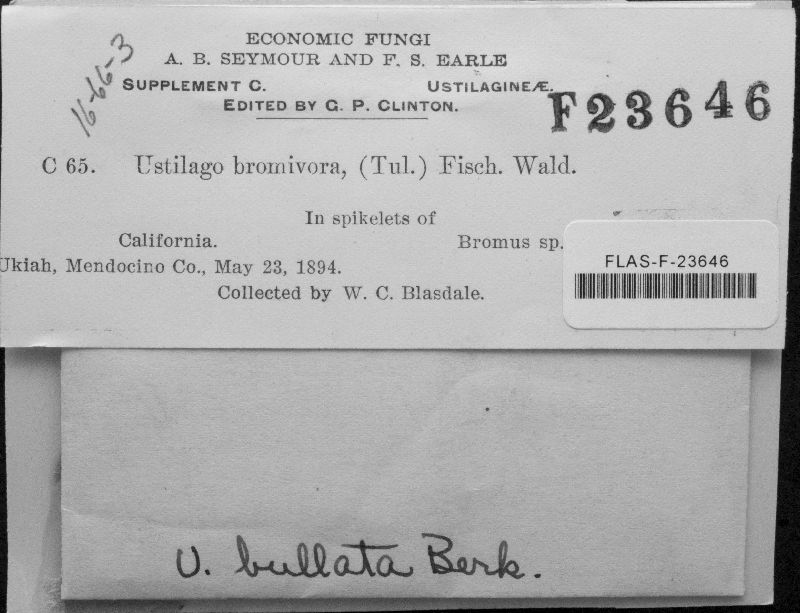 16-66-3
ECONOMIC FUNGI
A. B. SEYMOUR AND F. S. EARLE
SUPPLEMENT C. USTILAGINEÆ.
EDITED BY G. P. CLINTON.
F23646
C 65. Ustilago bromivora, (Tul.) Fisch. Wald.
In spikelets of
California. Bromus sp.
Ukiah, Mendocino Co., May 23, 1894.
Collected by W. C. Blasdale.
FLAS-F-23646
U. bullata Berk.